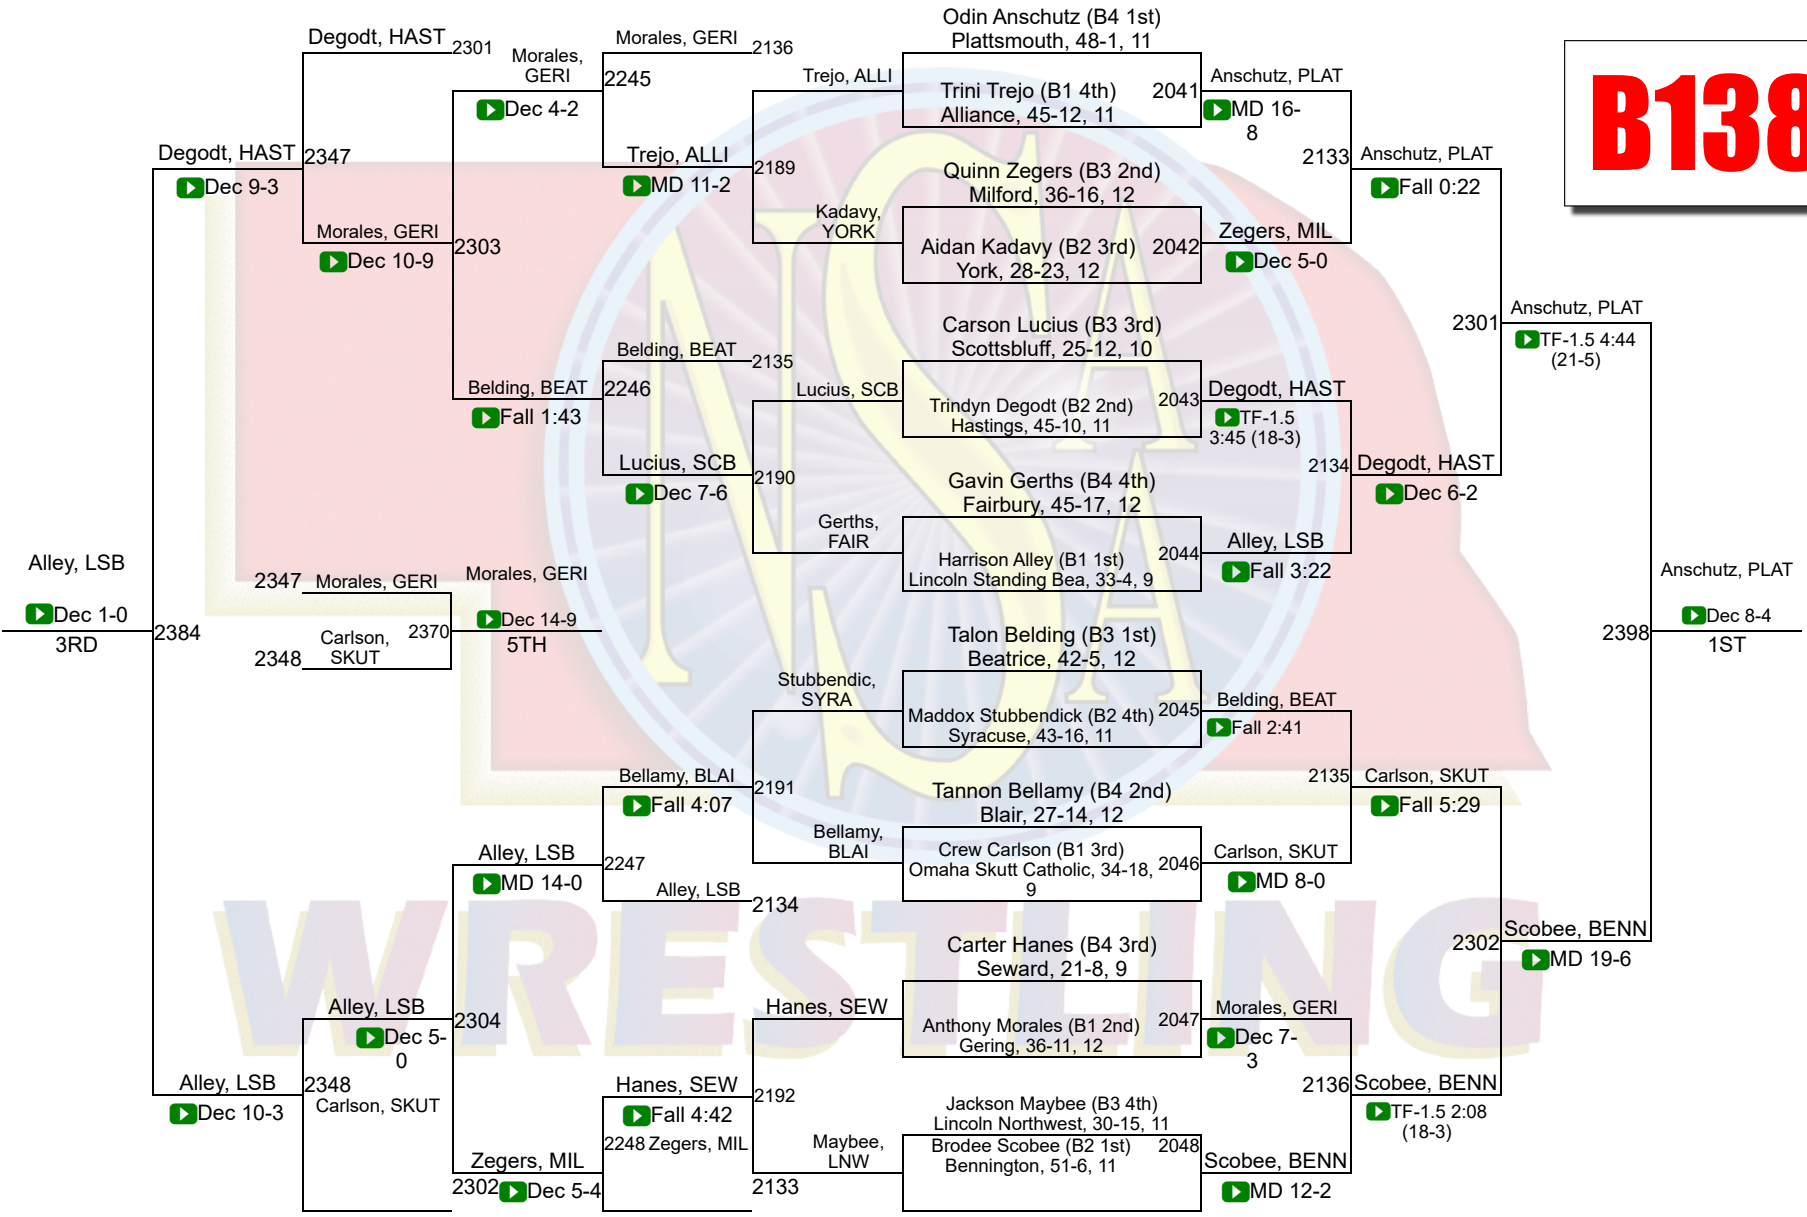 Odin Anschutz (B4 1st)
Plattsmouth, 48-1, 11
Degodt, HAST
2301
Morales, GERI
2136
Morales,
GERI
2245
Dec 4-2
Trejo, ALLI
Trini Trejo (B1 4th)
Alliance, 45-12, 11
2041
Anschutz, PLAT
MD 16-
8
B138
Degodt, HAST
2347
Dec 9-3
Trejo, ALLI
MD 11-2
2189
Quinn Zegers (B3 2nd)
Milford, 36-16, 12
2133
Anschutz, PLAT
Fall 0:22
Morales, GERI
2303
Dec 10-9
Kadavy,
YORK
Aidan Kadavy (B2 3rd)
York, 28-23, 12
2042
Zegers, MIL
Dec 5-0
Carson Lucius (B3 3rd)
Scottsbluff, 25-12, 10
2301
Anschutz, PLAT
TF-1.5 4:44
(21-5)
Belding, BEAT
2135
Belding, BEAT
2246
Fall 1:43
Lucius, SCB
Trindyn Degodt (B2 2nd)
Hastings, 45-10, 11
2043
Degodt, HAST
TF-1.5
3:45 (18-3)
Lucius, SCB
Dec 7-6
2190
Gavin Gerths (B4 4th)
Fairbury, 45-17, 12
2134
Degodt, HAST
Dec 6-2
Gerths,
FAIR
Harrison Alley (B1 1st)
Lincoln Standing Bea, 33-4, 9
2044
Alley, LSB
Fall 3:22
Alley, LSB
Dec 1-0
3RD
2384
2347
Morales, GERI
Carlson,
SKUT
2348
2370
Morales, GERI
Dec 14-9
5TH
Talon Belding (B3 1st)
Beatrice, 42-5, 12
2398
Anschutz, PLAT
Dec 8-4
1ST
Stubbendic,
SYRA
Maddox Stubbendick (B2 4th)
Syracuse, 43-16, 11
2045
Belding, BEAT
Fall 2:41
Bellamy, BLAI
Fall 4:07
2191
Tannon Bellamy (B4 2nd)
Blair, 27-14, 12
2135
Carlson, SKUT
Fall 5:29
Alley, LSB
MD 14-0
2247
Bellamy,
BLAI
Crew Carlson (B1 3rd)
Omaha Skutt Catholic, 34-18,
9
2046
Carlson, SKUT
MD 8-0
Alley, LSB
2134
Carter Hanes (B4 3rd)
Seward, 21-8, 9
2302
Scobee, BENN
MD 19-6
Alley, LSB
Dec 5-
0
2304
Hanes, SEW
Anthony Morales (B1 2nd)
Gering, 36-11, 12
2047
Morales, GERI
Dec 7-
3
Alley, LSB
Dec 10-3
2348
Carlson, SKUT
Hanes, SEW
Fall 4:42
2192
Jackson Maybee (B3 4th)
Lincoln Northwest, 30-15, 11
2136
Scobee, BENN
TF-1.5 2:08
(18-3)
2248 Zegers, MIL
Zegers, MIL
2302
Dec 5-4
Maybee,
LNW
2133
Brodee Scobee (B2 1st)
Bennington, 51-6, 11
2048
Scobee, BENN
MD 12-2
NSAA
WRESTLING